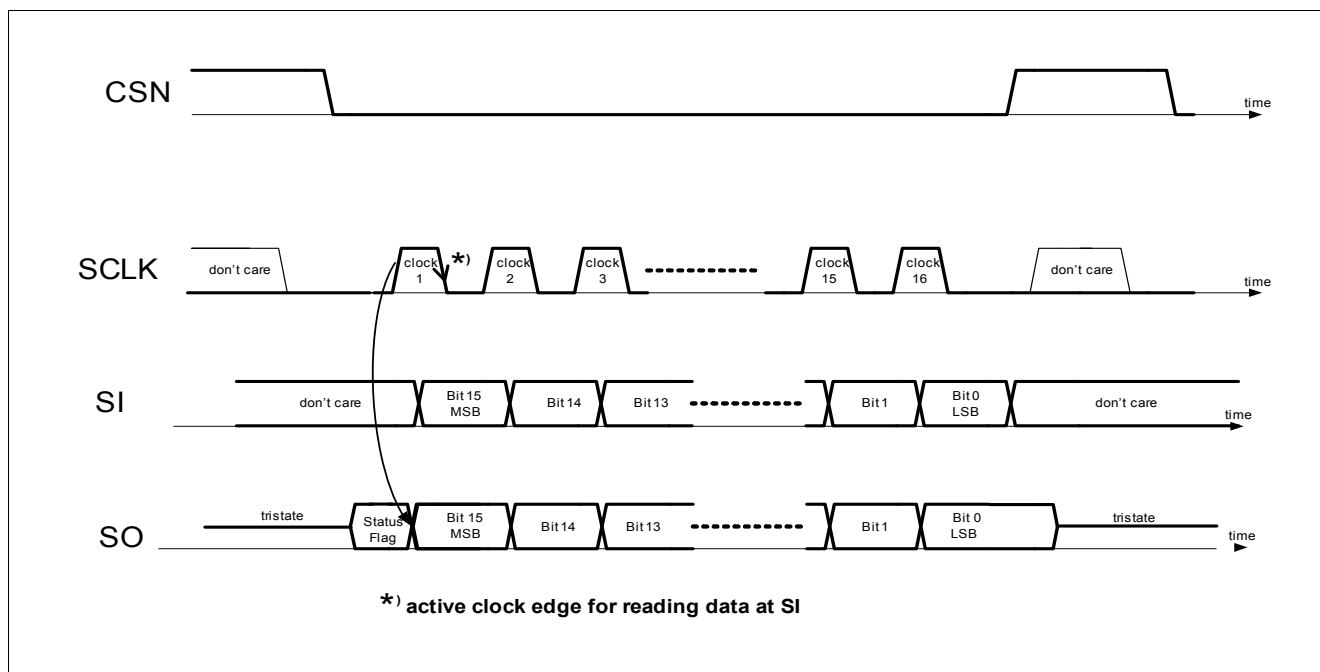 CSN
time
SCLK
don't care
clock
1
*)
clock
2
clock
3
clock
15
clock
16
don't care
time
SI
don't care
Bit 15
MSB
Bit 14
Bit 13
Bit 1
Bit 0
LSB
don't care
time
SO
tristate
Status
Flag
Bit 15
MSB
Bit 14
Bit 13
Bit 1
Bit 0
LSB
tristate
time
*) active clock edge for reading data at SI